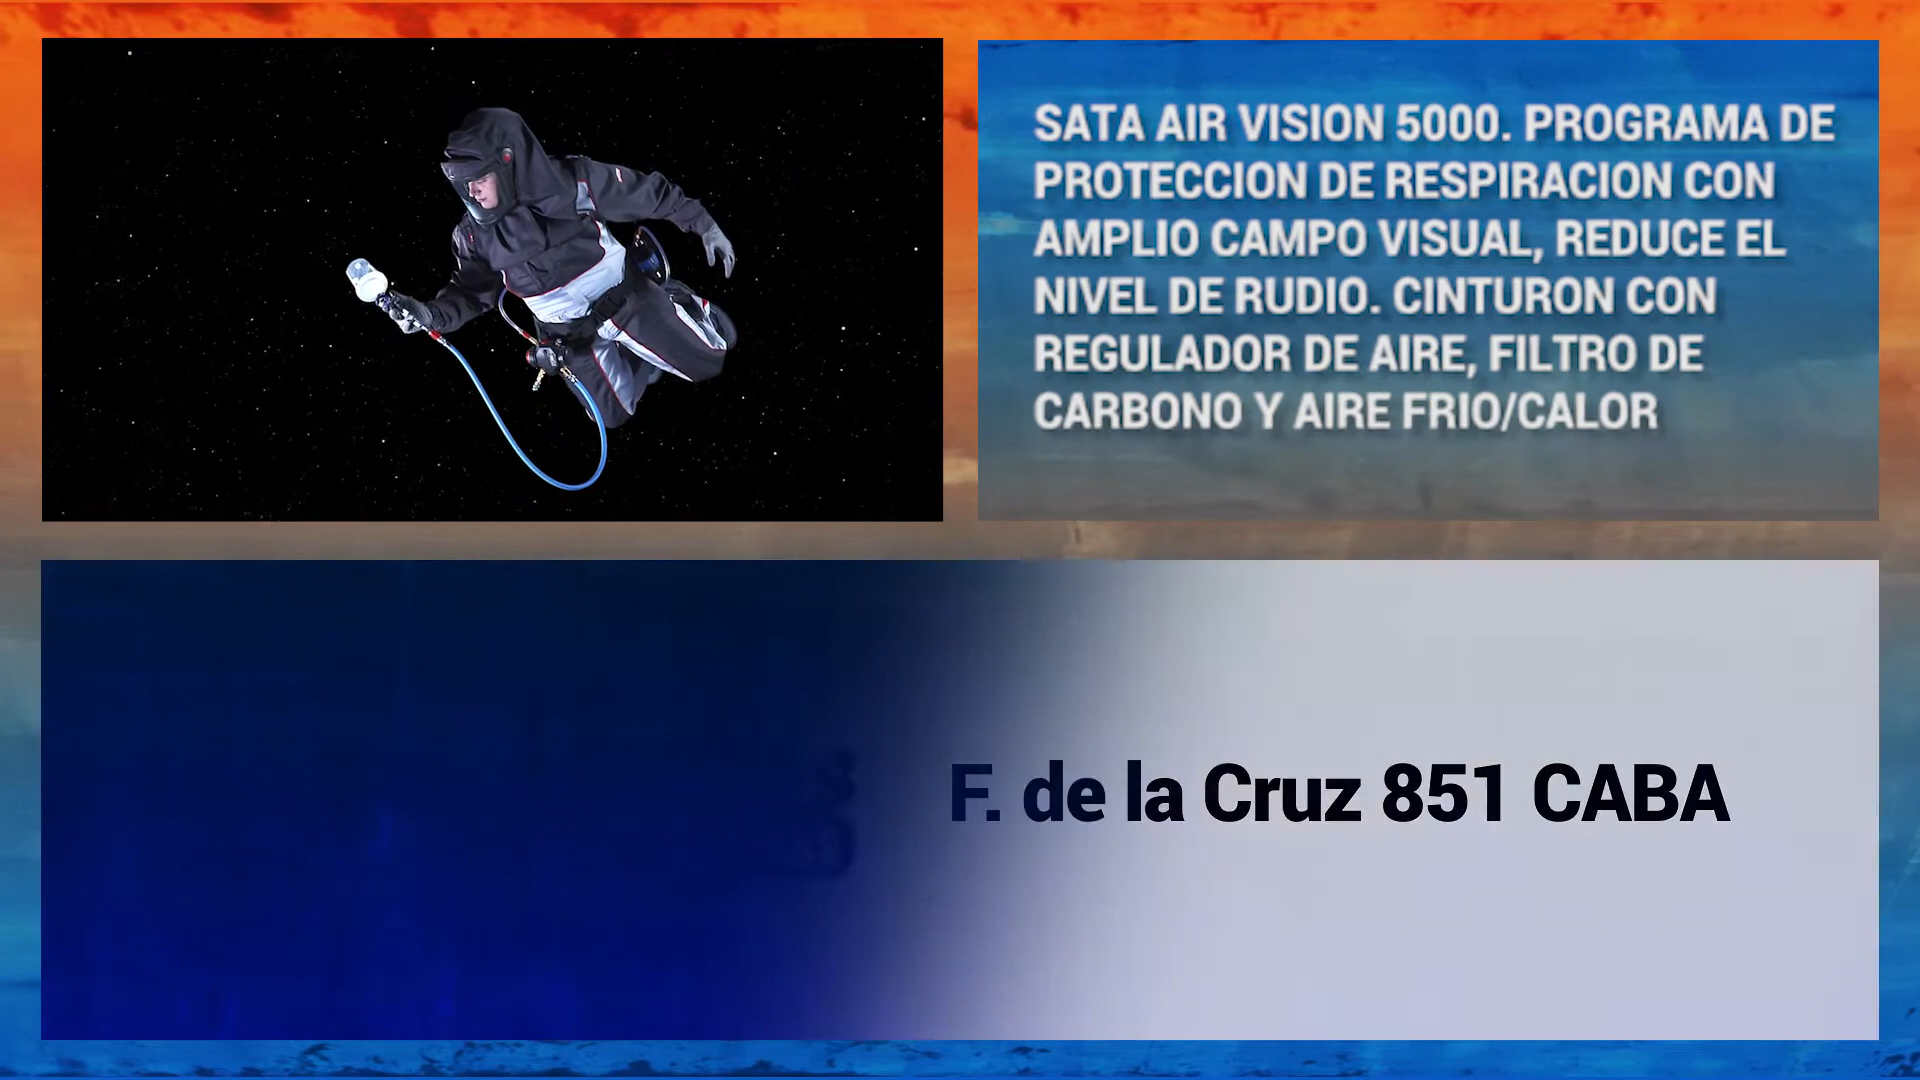 SATA AIR VISION 5000. PROGRAMA DE
PROTECCION DE RESPIRACION CON
AMPLIO CAMPO VISUAL, REDUCE EL
NIVEL DE RUDIO. CINTURON CON
REGULADOR DE AIRE, FILTRO DE
CARBONO Y AIRE FRIO/CALOR
F. de la Cruz 851 CABA